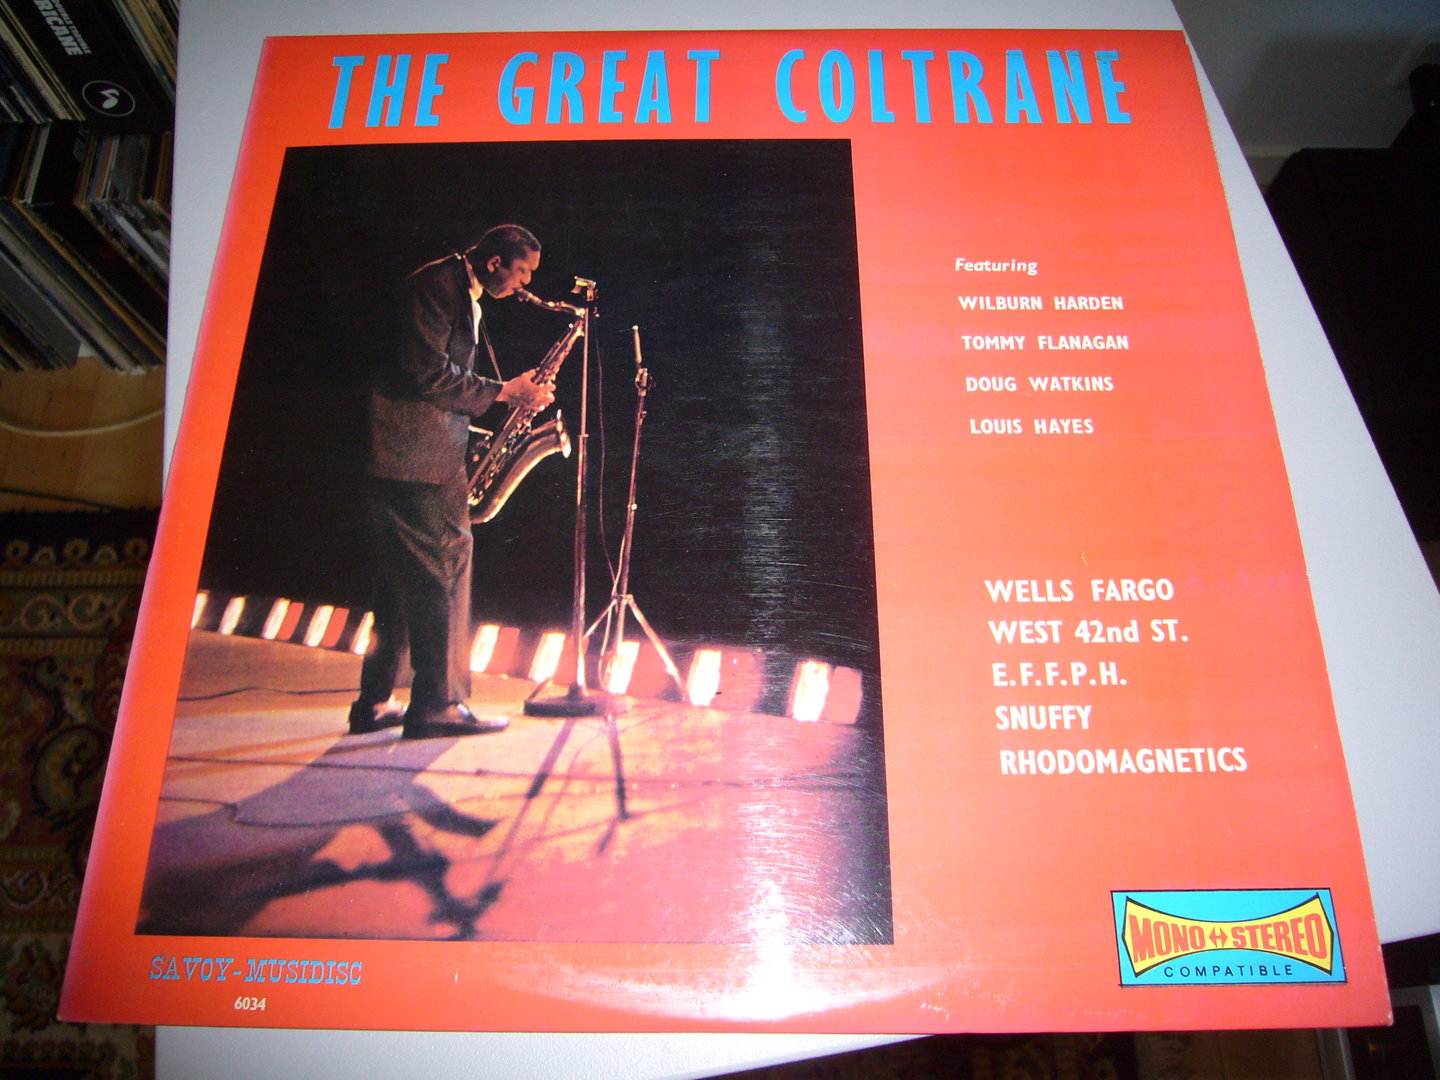 THE GREAT COLTRANE
Featuring
WILBURN HARDEN
TOMMY FLANAGAN
DOUG WATKINS
LOUIS HAYES
WELLS FARGO
WEST 42nd ST.
E.F.F.P.H.
SNUFFY
RHODOMAGNETICS
MONO ↔ STEREO
COMPATIBLE
SAVOY-MUSIDISC
6034